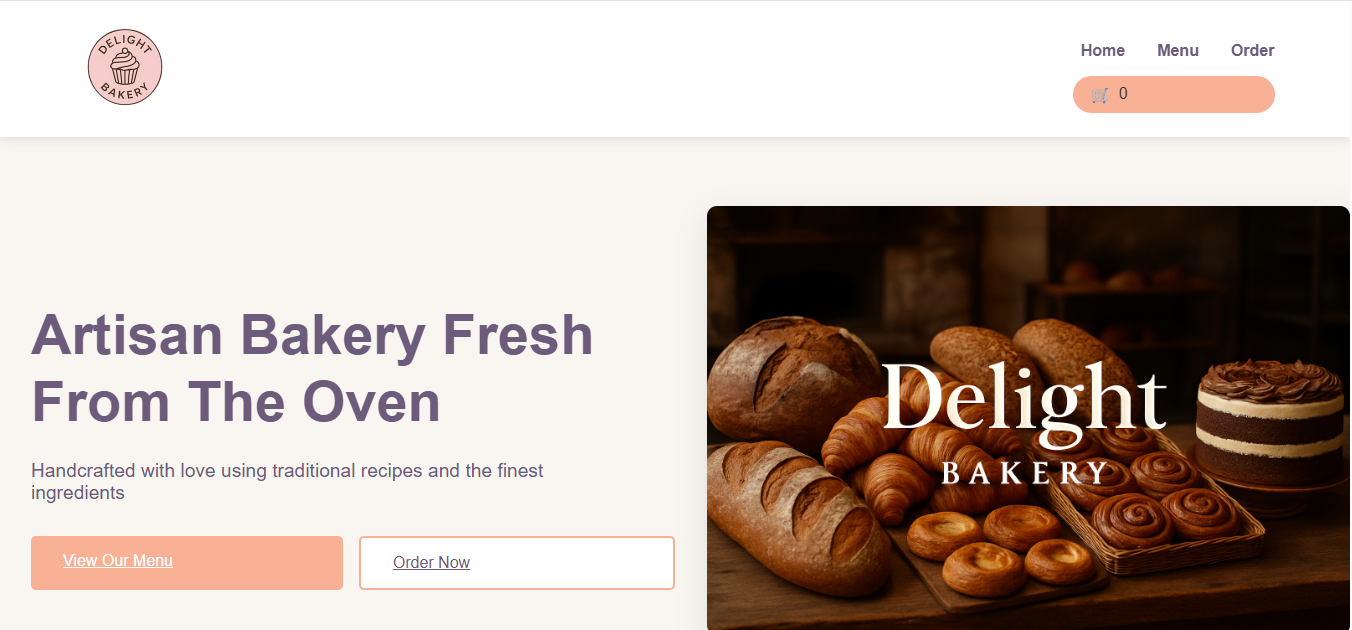 DELIGHT
BAKERY
Home Menu Order
0
Artisan Bakery Fresh
From The Oven
Handcrafted with love using traditional recipes and the finest
ingredients
View Our Menu
Order Now
Delight
BAKERY